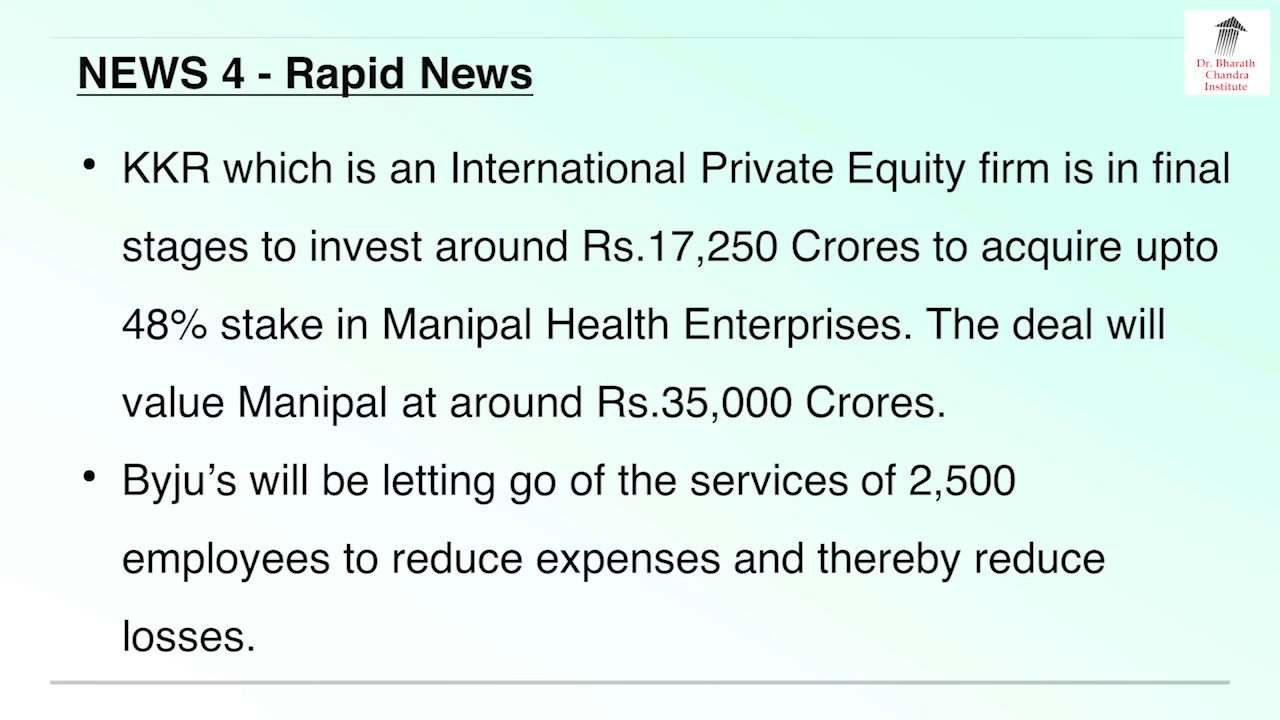 NEWS 4 - Rapid News
Dr. Bharath
Chandra
Institute
• KKR which is an International Private Equity firm is in final
stages to invest around Rs.17,250 Crores to acquire upto
48% stake in Manipal Health Enterprises. The deal will
value Manipal at around Rs.35,000 Crores.
• Byju’s will be letting go of the services of 2,500
employees to reduce expenses and thereby reduce
losses.